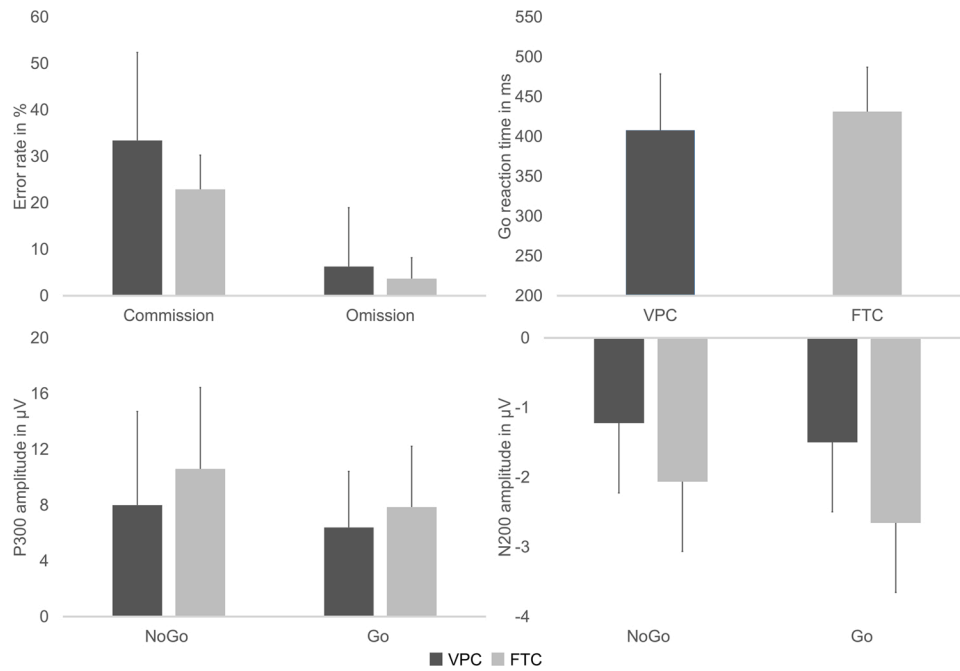 Error rate in %
60
50
40
30
20
10
0
Commission Omission
Go reaction time in ms
550
500
450
400
350
300
250
200
VPC FTC
P300 amplitude in µV
20
16
12
8
4
0
NoGo Go
N200 amplitude in µV
0
-1
-2
-3
-4
NoGo Go
VPC FTC